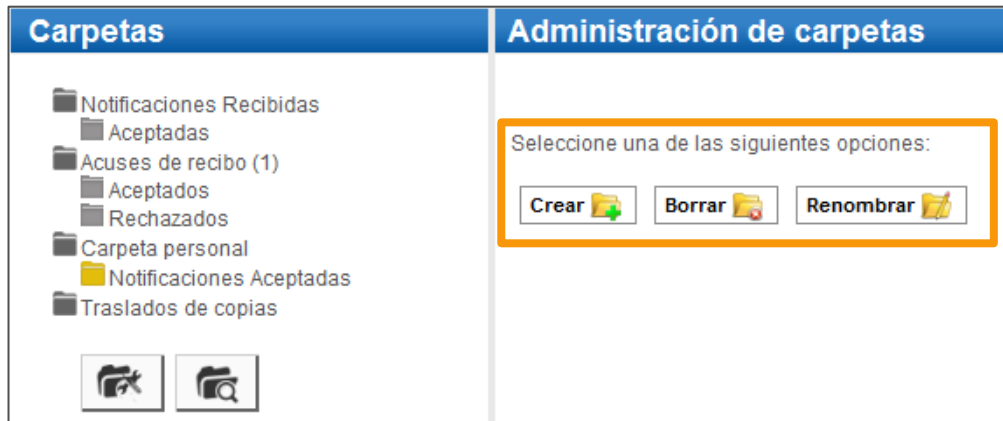 Carpetas
Notificaciones Recibidas
Aceptadas
Acuses de recibo (1)
Aceptados
Rechazados
Carpeta personal
Notificaciones Aceptadas
Traslados de copias
Administración de carpetas
Seleccione una de las siguientes opciones:
Crear
Borrar
Renombrar